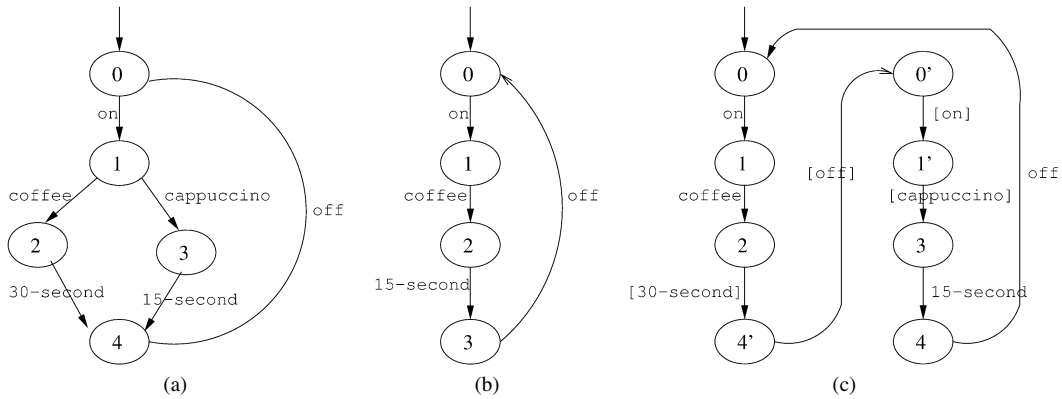 0
on
1
coffee
cappuccino
2
3
off
30-second
15-second
4
(a)
0
on
1
coffee
off
2
15-second
3
(b)
0
0'
on
[on]
1
1'
[off]
off
coffee
[cappuccino]
2
3
[30-second]
15-second
4'
4
(c)